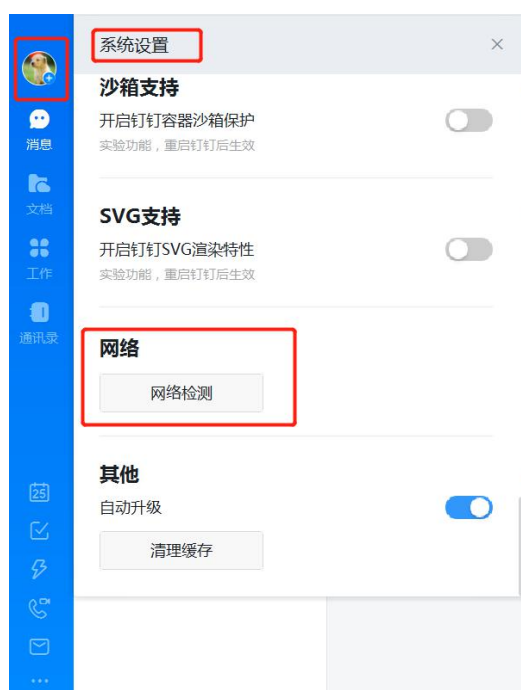 系统设置
沙箱支持
开启钉钉容器沙箱保护
实验功能，重启钉钉后生效
SVG支持
开启钉钉SVG渲染特性
实验功能，重启钉钉后生效
网络
网络检测
其他
自动升级
清理缓存
消息
文档
工作
通讯录
25